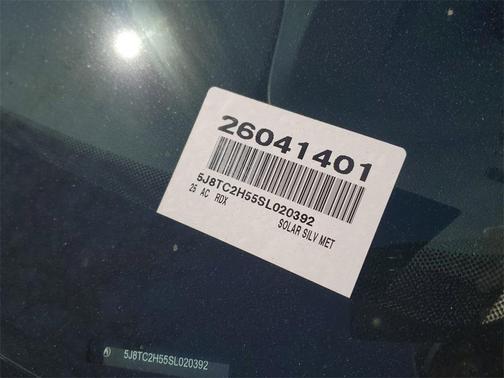 26041401
5J8TC2H55SL020392
25 AC RDX
SOLAR SILV MET
5J8TC2H55SL020392